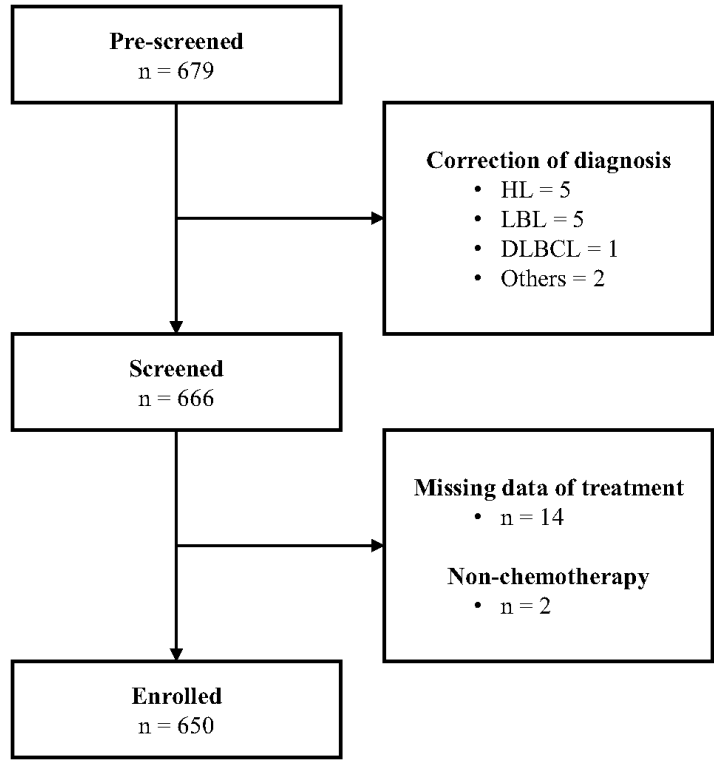 Pre-screened
n = 679
Correction of diagnosis
• HL = 5
• LBL = 5
• DLBCL = 1
• Others = 2
Screened
n = 666
Missing data of treatment
• n = 14
Non-chemotherapy
• n = 2
Enrolled
n = 650